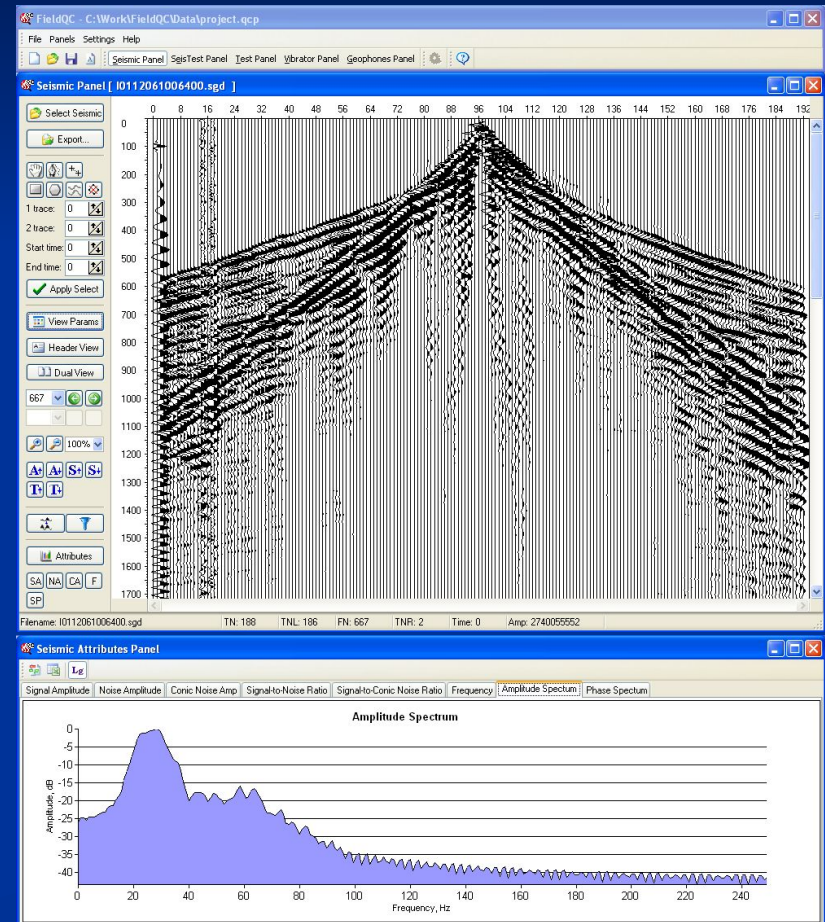 FieldQC - C:\Work\FieldQC\Data\project.qcp
File Panels Settings Help
Seismic Panel SeisTest Panel Test Panel Vibrator Panel Geophones Panel
Seismic Panel [ I0112061006400.sgd ]
Select Seismic
Export...
1 trace: 0
2 trace: 0
Start time: 0
End time: 0
Apply Select
View Params
Header View
Dual View
667
100%
A↑ A↓ S↑ S↓
T↑ T↓
Attributes
SA NA CA F
SP
0 8 16 24 32 40 48 56 64 72 80 88 96 104 112 120 128 136 144 152 160 168 176 184 192
0
100
200
300
400
500
600
700
800
900
1000
1100
1200
1300
1400
1500
1600
1700
Filename: I0112061006400.sgd TN: 188 TNL: 186 FN: 667 TNR: 2 Time: 0 Amp: 2740055552
Seismic Attributes Panel
Lg
Signal Amplitude Noise Amplitude Conic Noise Amp Signal-to-Noise Ratio Signal-to-Conic Noise Ratio Frequency Amplitude Spectrum Phase Spectrum
Amplitude Spectrum
Amplitude, dB
0
-5
-10
-15
-20
-25
-30
-35
-40
0 20 40 60 80 100 120 140 160 180 200 220 240
Frequency, Hz